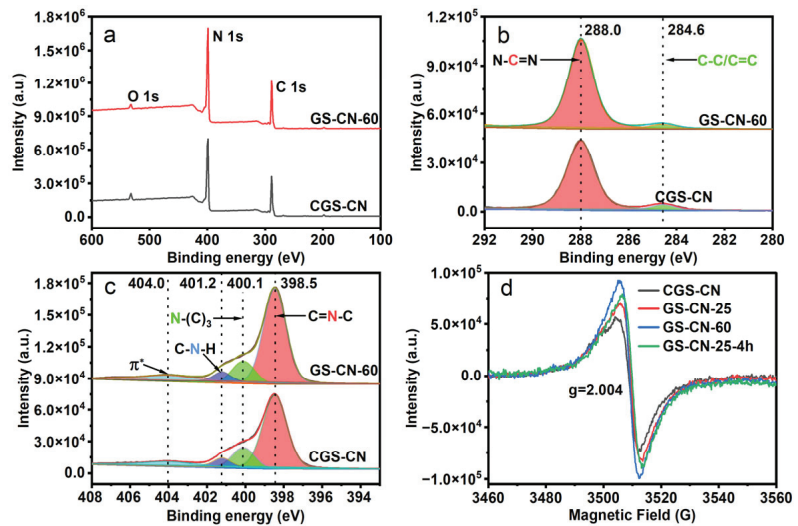 a
1.8×10⁶
1.5×10⁶
1.2×10⁶
9.0×10⁵
6.0×10⁵
3.0×10⁵
0.0
Intensity (a.u)
N 1s
C 1s
O 1s
GS-CN-60
CGS-CN
600 500 400 300 200 100
Binding energy (eV)
b
1.2×10⁵
9.0×10⁴
6.0×10⁴
3.0×10⁴
0.0
Intensity (a.u)
288.0 284.6
N-C=N
C-C/C=C
GS-CN-60
CGS-CN
292 290 288 286 284 282 280
Binding energy (eV)
c
1.8×10⁵
1.5×10⁵
1.2×10⁵
9.0×10⁴
6.0×10⁴
3.0×10⁴
0.0
Intensity (a.u)
404.0 401.2 400.1 398.5
N-(C)₃
C=N-C
C-N-H
π*
GS-CN-60
CGS-CN
408 406 404 402 400 398 396 394
Binding energy (eV)
d
1.0×10⁵
5.0×10⁴
0.0
−5.0×10⁴
−1.0×10⁵
Intensity (a.u.)
CGS-CN
GS-CN-25
GS-CN-60
GS-CN-25-4h
g=2.004
3460 3480 3500 3520 3540 3560
Magnetic Field (G)